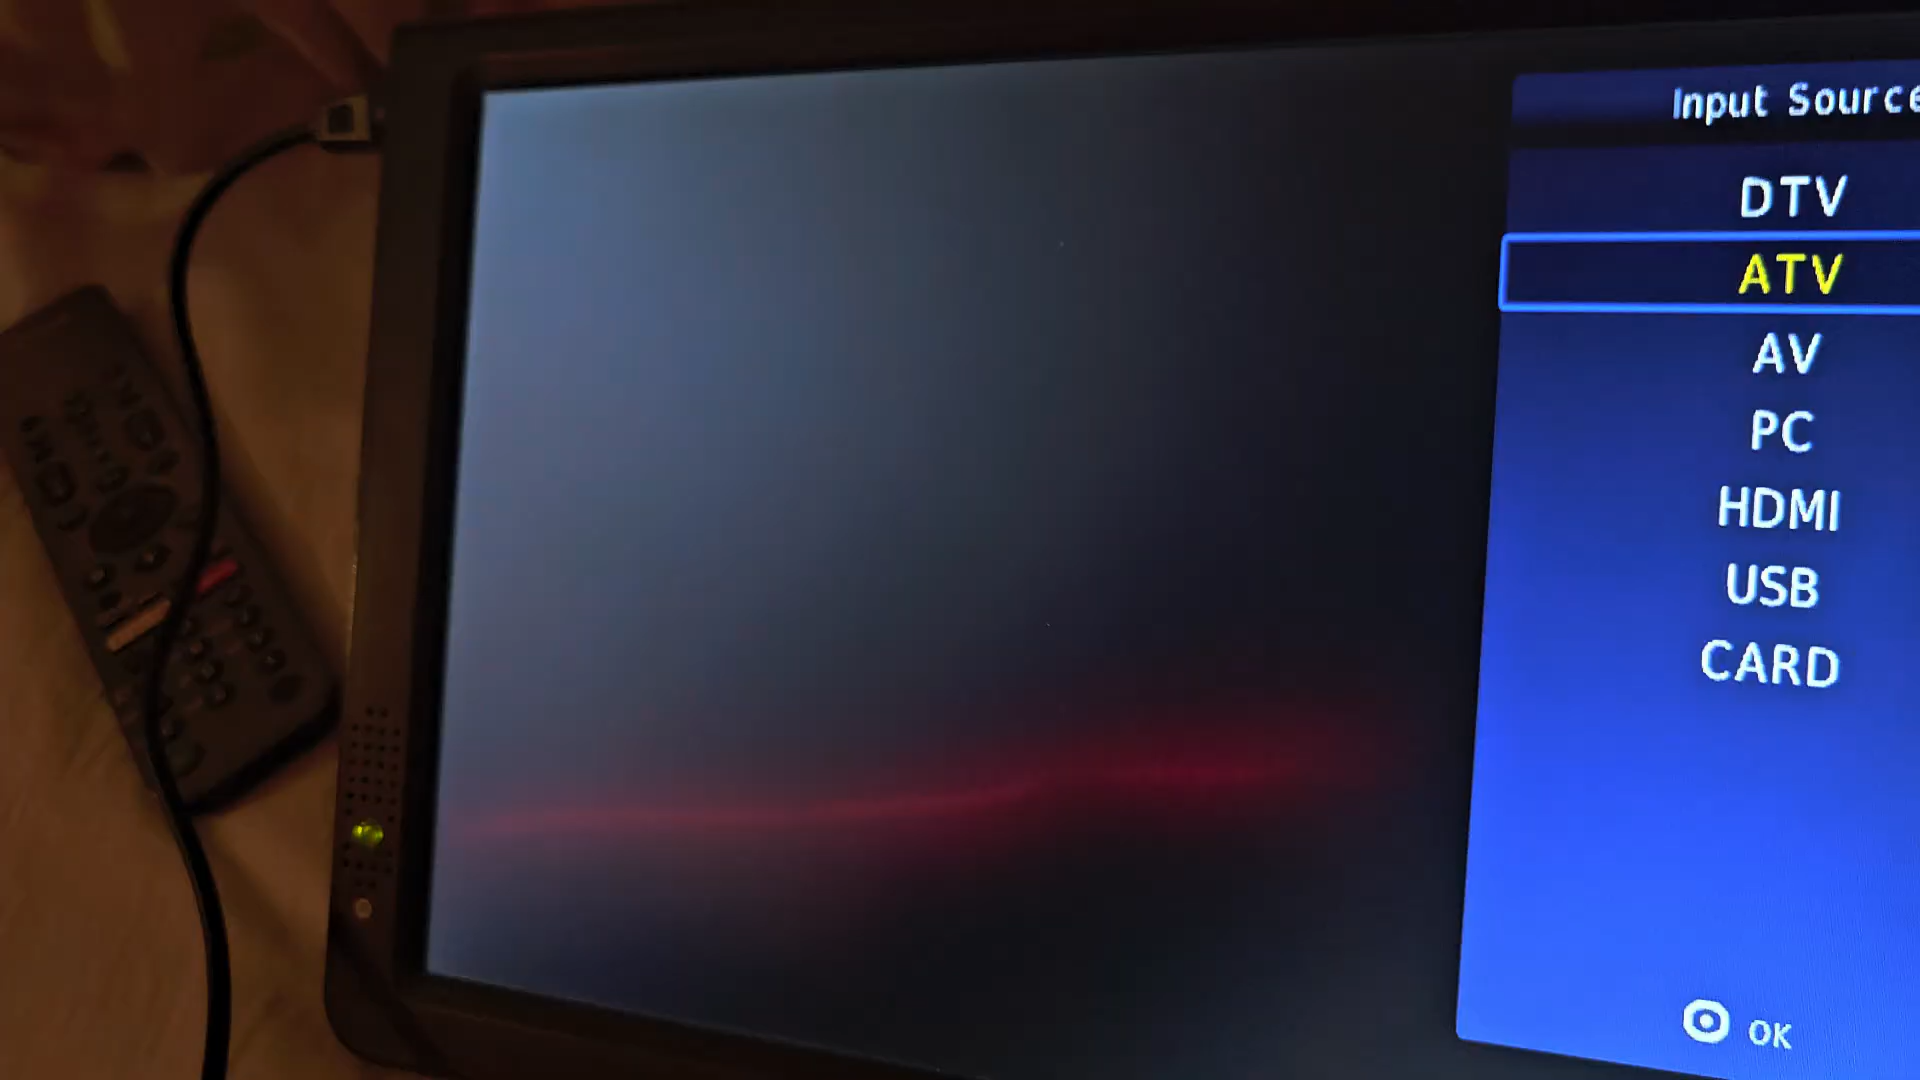 Input Source
DTV
ATV
AV
PC
HDMI
USB
CARD
OK